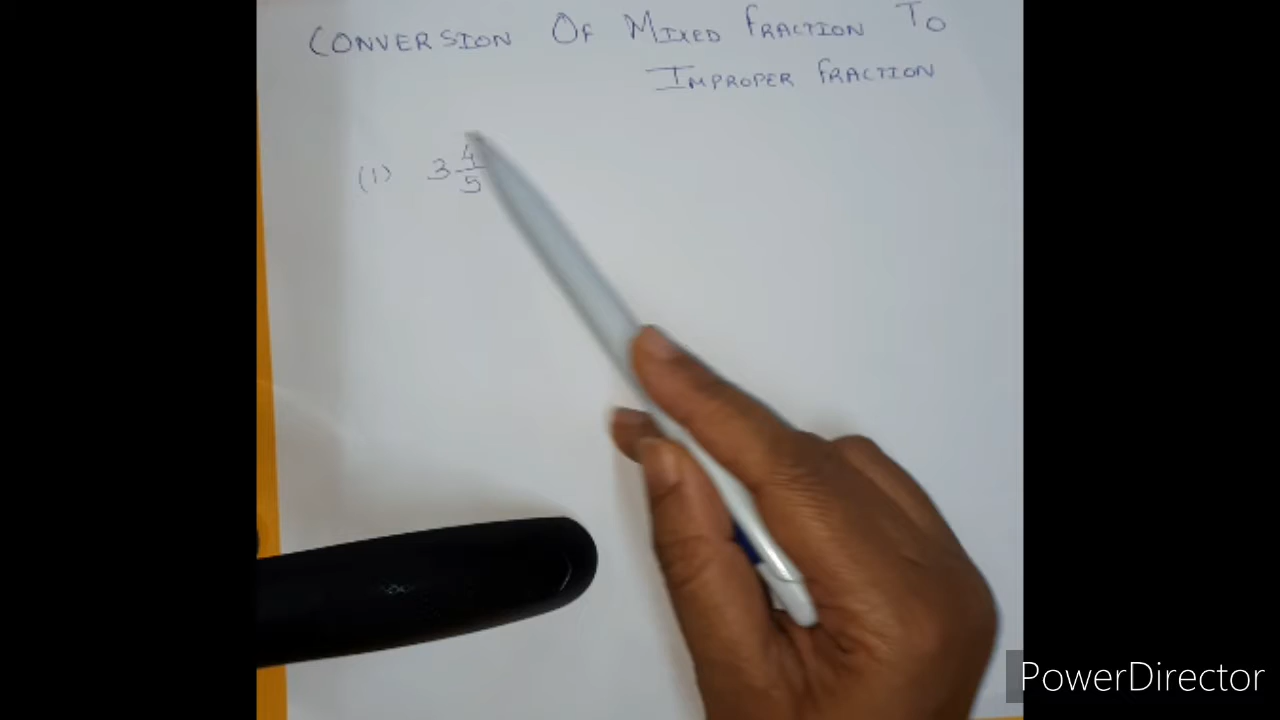 CONVERSION OF MIXED FRACTION TO
IMPROPER FRACTION
(1) 3 4/5
PowerDirector